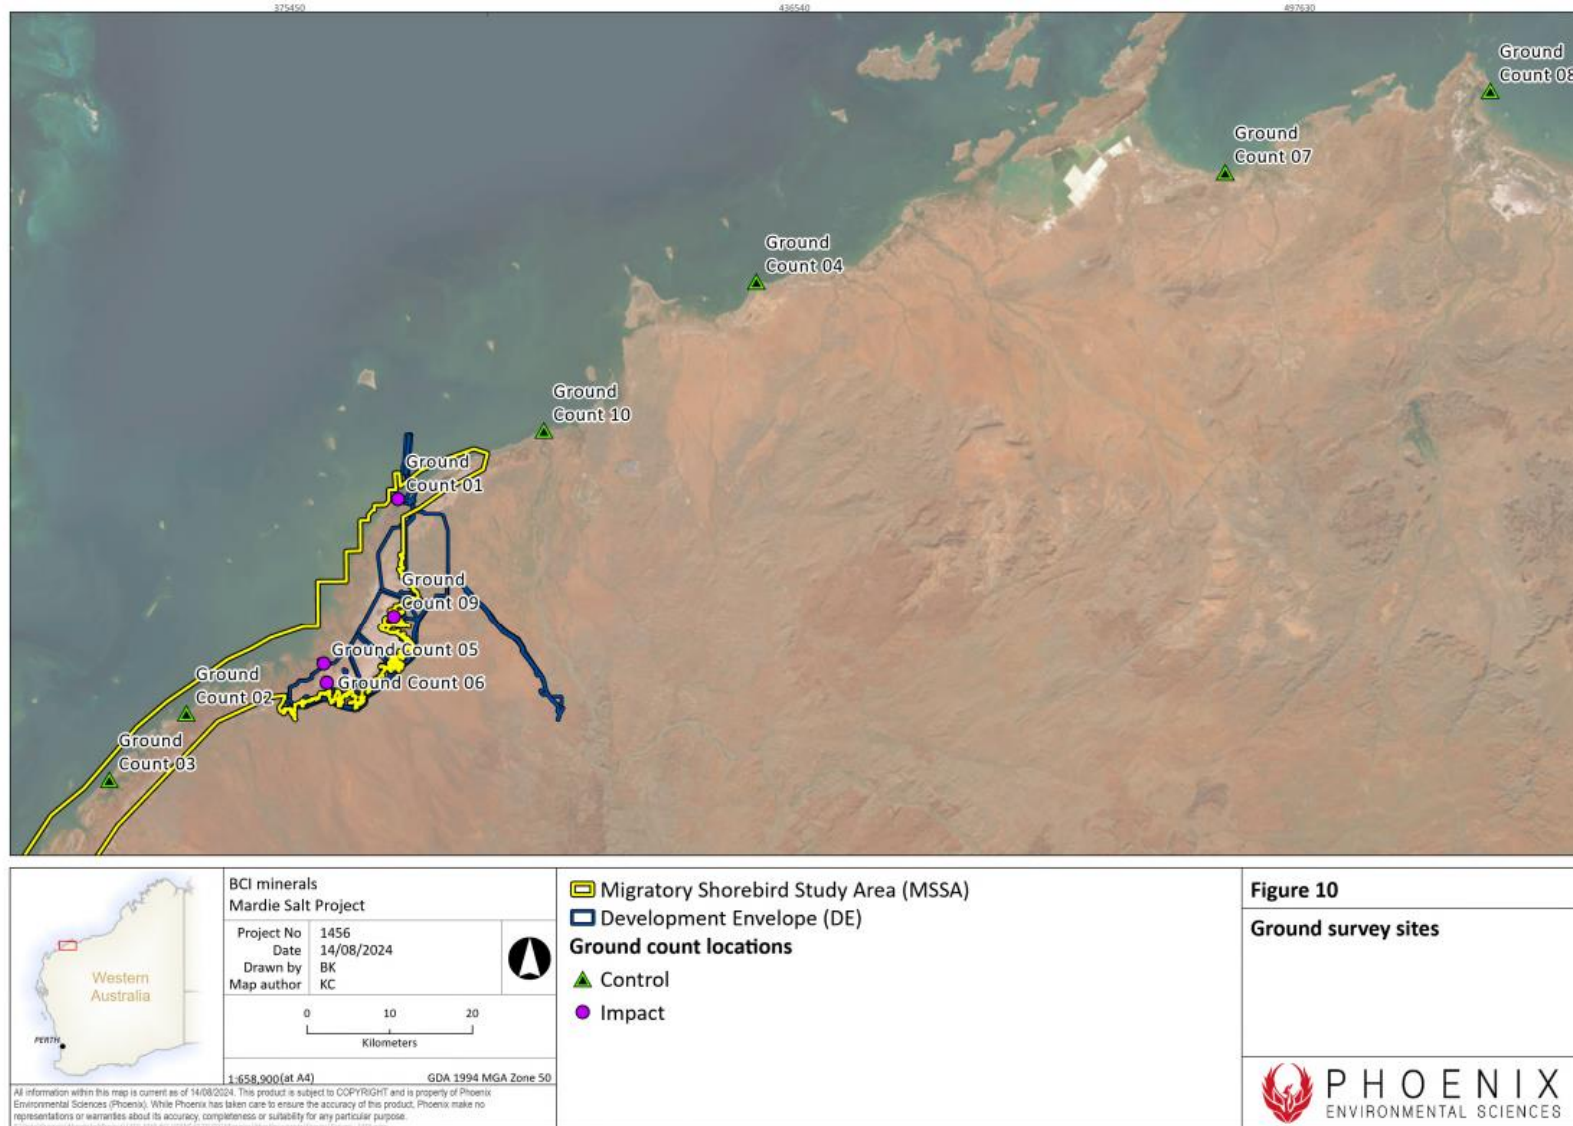 375450
436540
497630
Ground
Count 08
Ground
Count 07
Ground
Count 04
Ground
Count 10
Ground
Count 01
Ground
Count 09
Ground Count 05
Ground Count 06
Ground
Count 02
Ground
Count 03
Western
Australia
PERTH
BCI minerals
Mardie Salt Project
Project No 1456
Date 14/08/2024
Drawn by BK
Map author KC
0 10 20
Kilometers
1:658,900(at A4) GDA 1994 MGA Zone 50
All information within this map is current as of 14/08/2024. This product is subject to COPYRIGHT and is property of Phoenix
Environmental Sciences (Phoenix). While Phoenix has taken care to ensure the accuracy of this product, Phoenix make no
representations or warranties about its accuracy, completeness or suitability for any particular purpose.
Migratory Shorebird Study Area (MSSA)
Development Envelope (DE)
Ground count locations
Control
Impact
Figure 10
Ground survey sites
PHOENIX
ENVIRONMENTAL SCIENCES